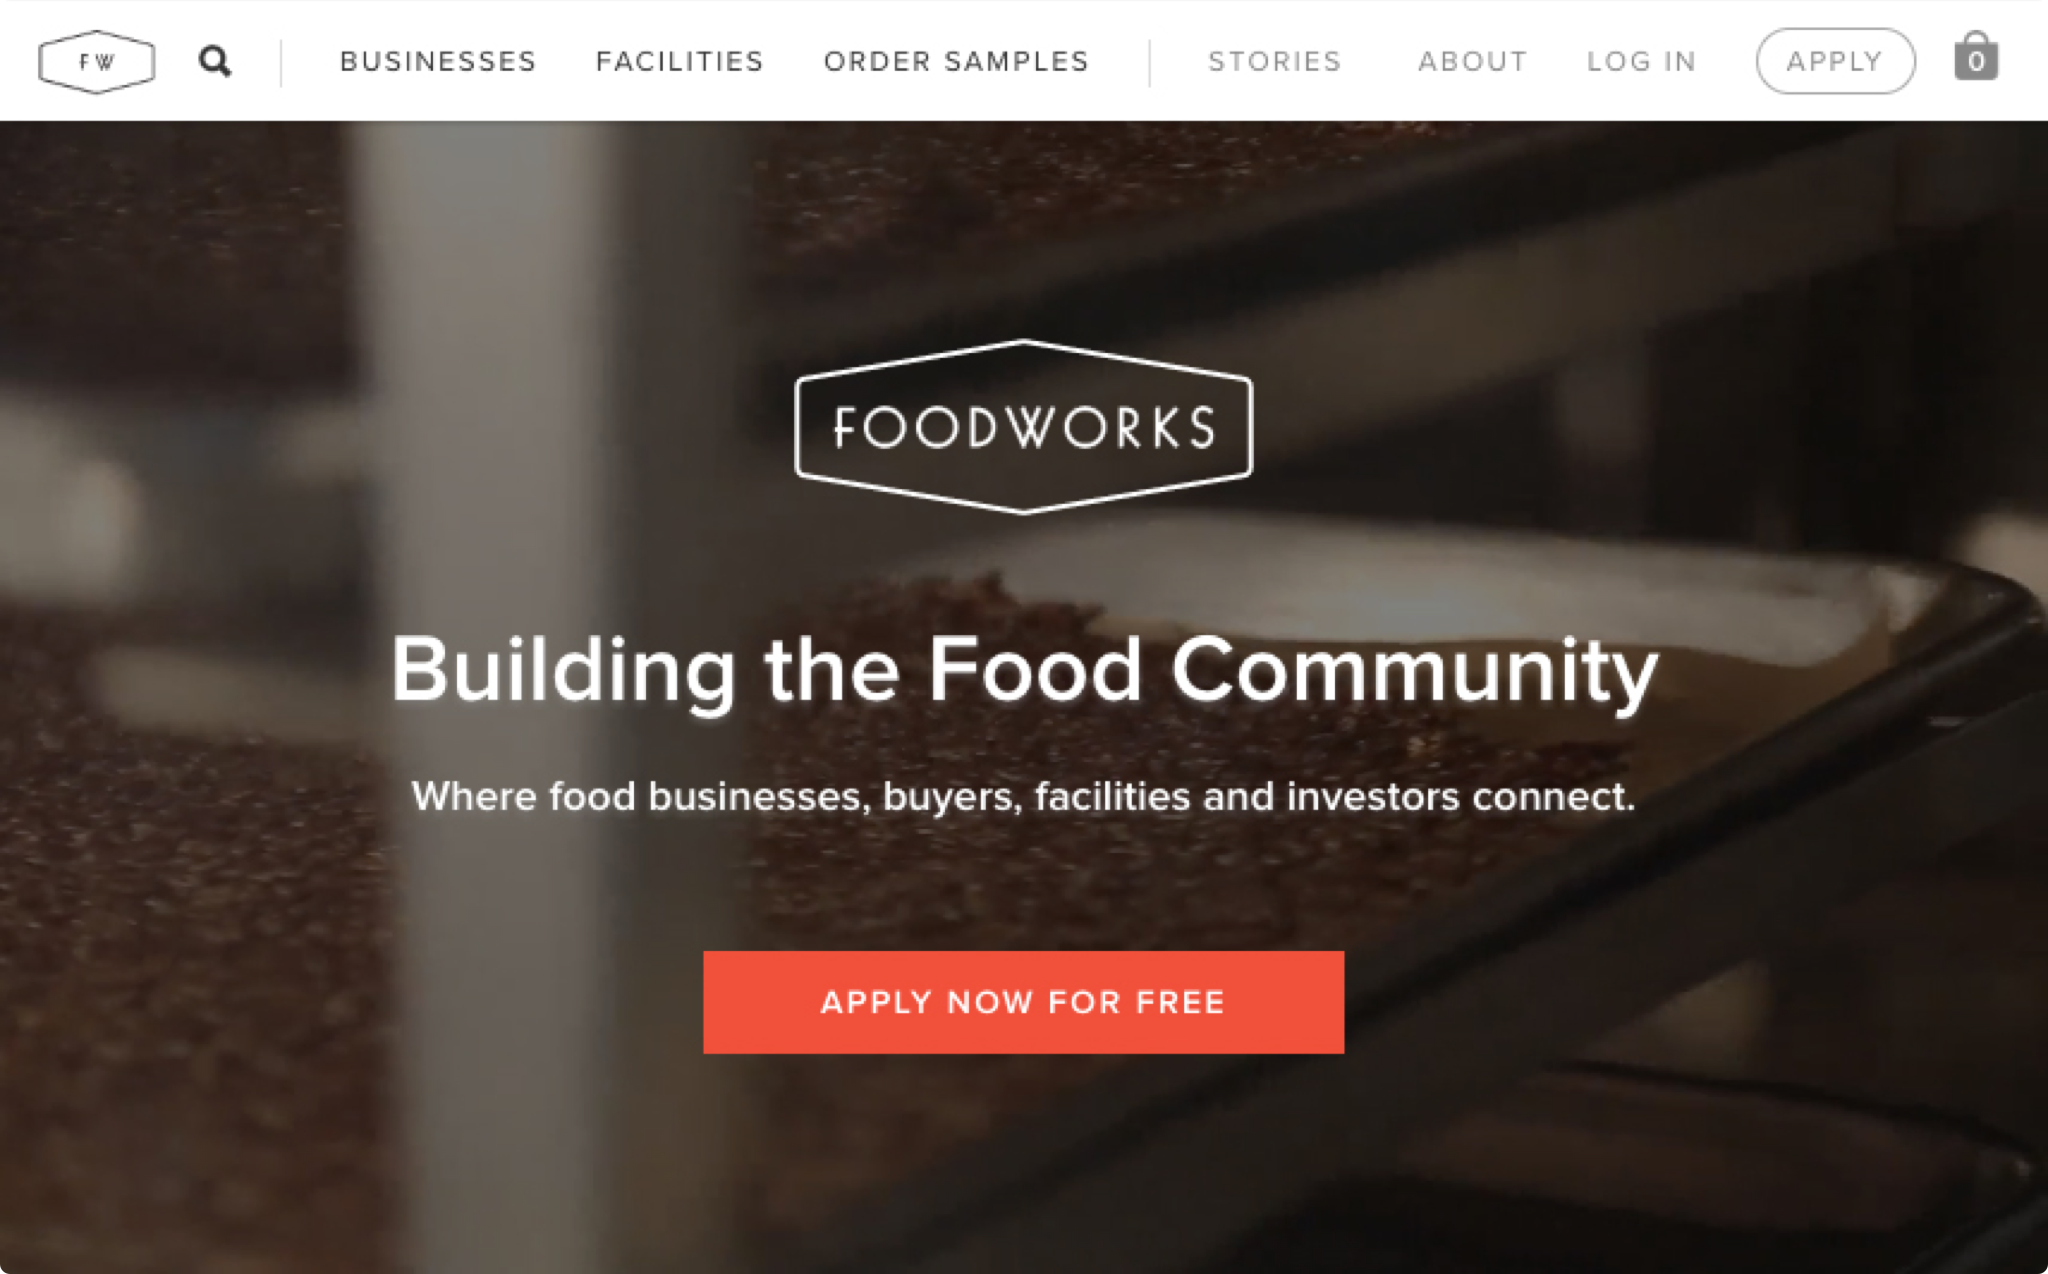 FW
BUSINESSES FACILITIES ORDER SAMPLES STORIES ABOUT LOG IN APPLY 0
FOODWORKS
Building the Food Community
Where food businesses, buyers, facilities and investors connect.
APPLY NOW FOR FREE